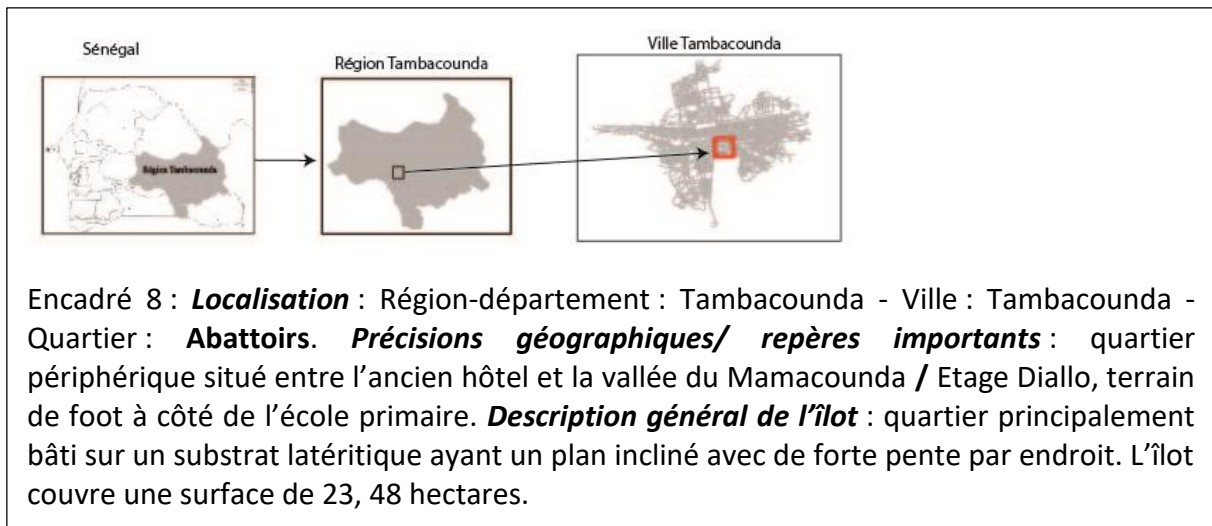 Sénégal
Région Tambacounda
Ville Tambacounda
Région Tambacounda
Encadré 8 : Localisation : Région-département : Tambacounda - Ville : Tambacounda -
Quartier : Abattoirs. Précisions géographiques/ repères importants : quartier
périphérique situé entre l’ancien hôtel et la vallée du Mamacounda / Etage Diallo, terrain
de foot à côté de l’école primaire. Description général de l’îlot : quartier principalement
bâti sur un substrat latéritique ayant un plan incliné avec de forte pente par endroit. L’îlot
couvre une surface de 23, 48 hectares.